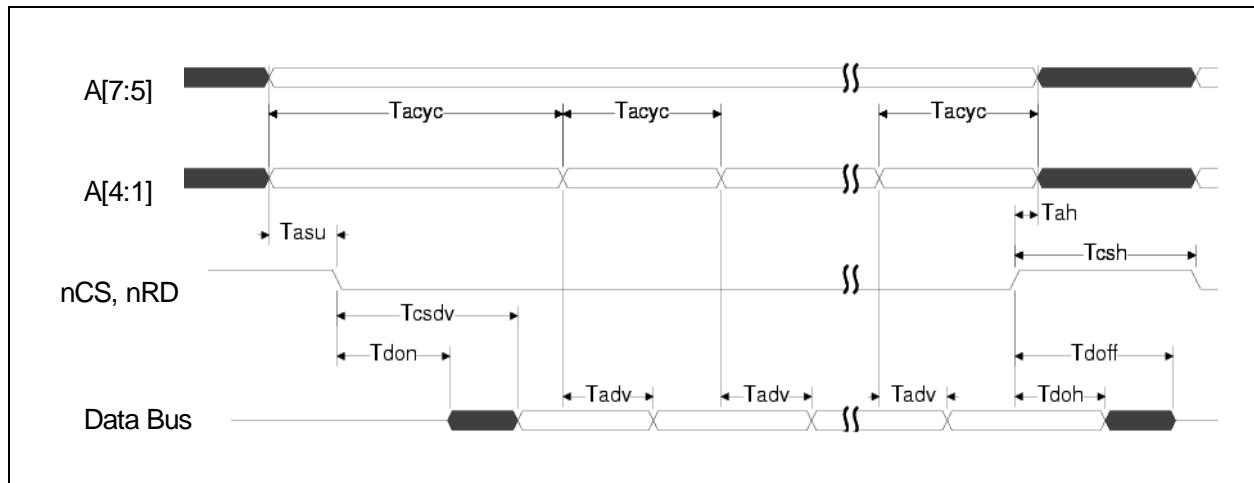 A[7:5]
Tacyc Tacyc Tacyc
A[4:1]
Tah
Tasu
Tcsh
nCS, nRD
Tcsdv
Tdon Tdoff
Tadv Tadv Tadv Tdoh
Data Bus